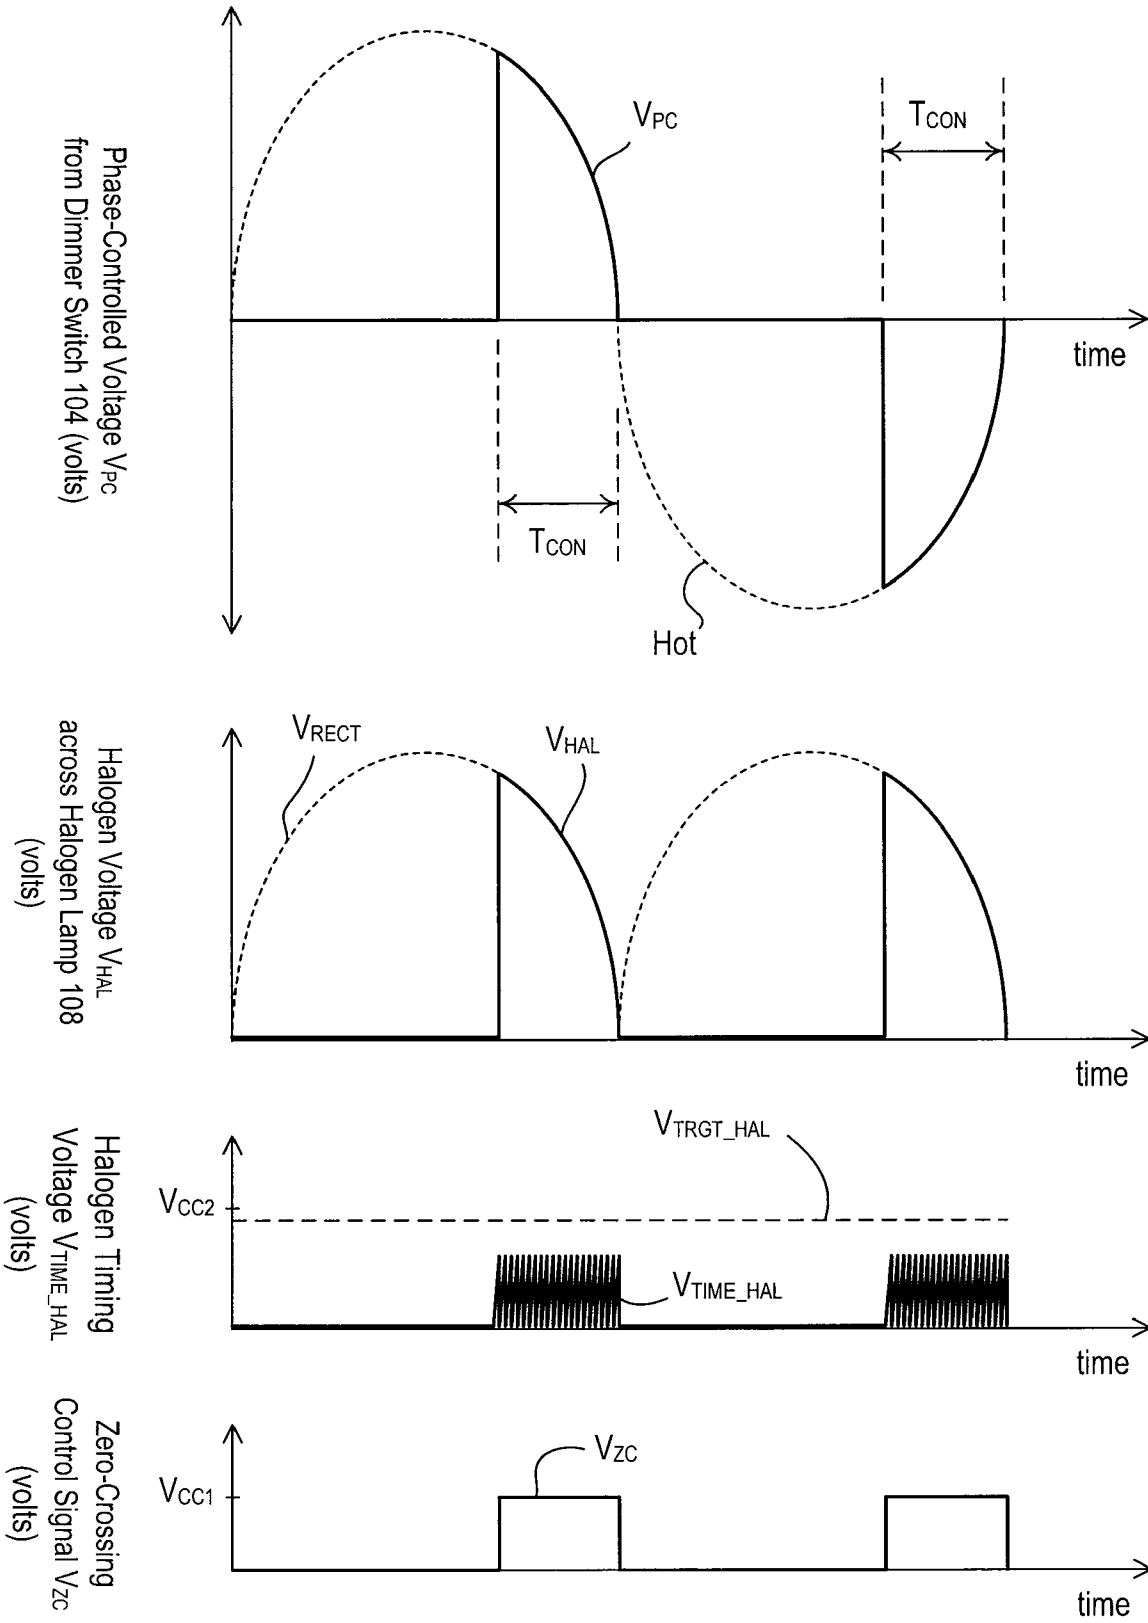 Phase-Controlled Voltage VPC
from Dimmer Switch 104 (volts)
VPC
TCON
time
TCON
Hot
Halogen Voltage VHAL
across Halogen Lamp 108
(volts)
VRECT
VHAL
time
Halogen Timing
Voltage VTIME_HAL
(volts)
VTRGT_HAL
VCC2
VTIME_HAL
time
Zero-Crossing
Control Signal VZC
(volts)
VZC
VCC1
time